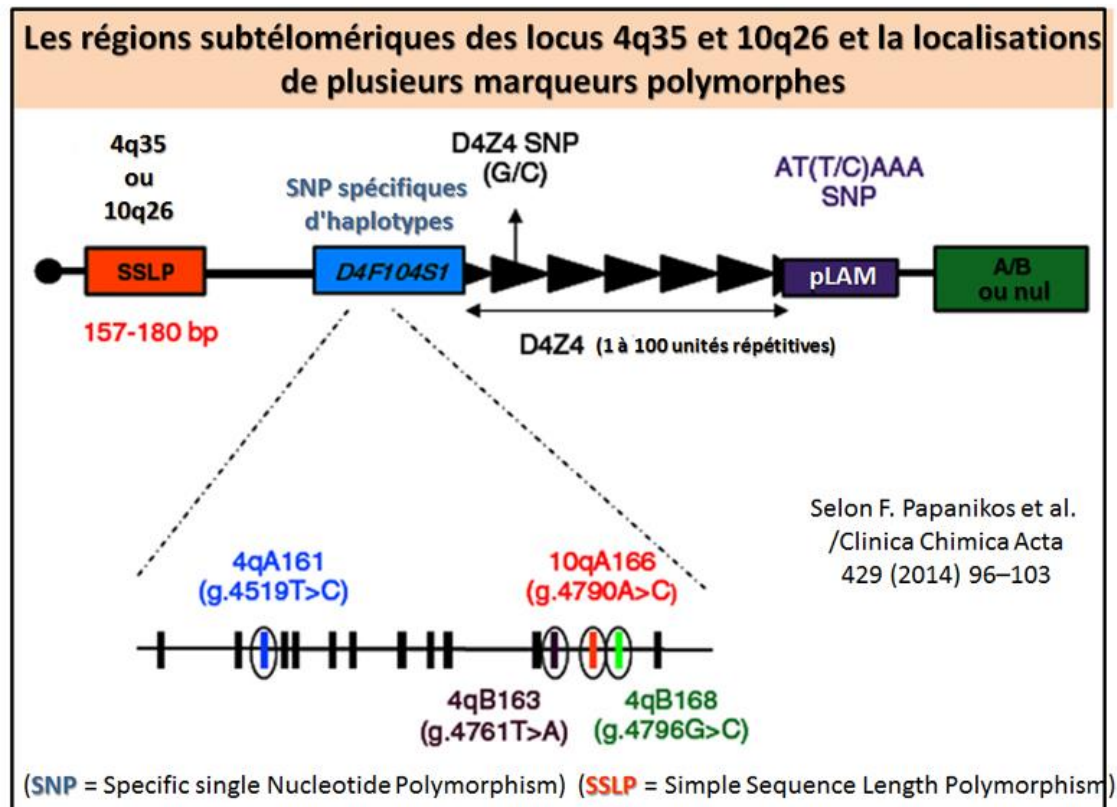 Les régions subtélomériques des locus 4q35 et 10q26 et la localisations
de plusieurs marqueurs polymorphes
4q35
ou
10q26
SNP spécifiques
d'haplotypes
D4Z4 SNP
(G/C)
AT(T/C)AAA
SNP
SSLP
D4F104S1
pLAM
A/B
ou nul
157-180 bp
D4Z4 (1 à 100 unités répétitives)
4qA161
(g.4519T>C)
10qA166
(g.4790A>C)
Selon F. Papanikos et al.
/Clinica Chimica Acta
429 (2014) 96–103
4qB163
(g.4761T>A)
4qB168
(g.4796G>C)
(SNP = Specific single Nucleotide Polymorphism) (SSLP = Simple Sequence Length Polymorphism)